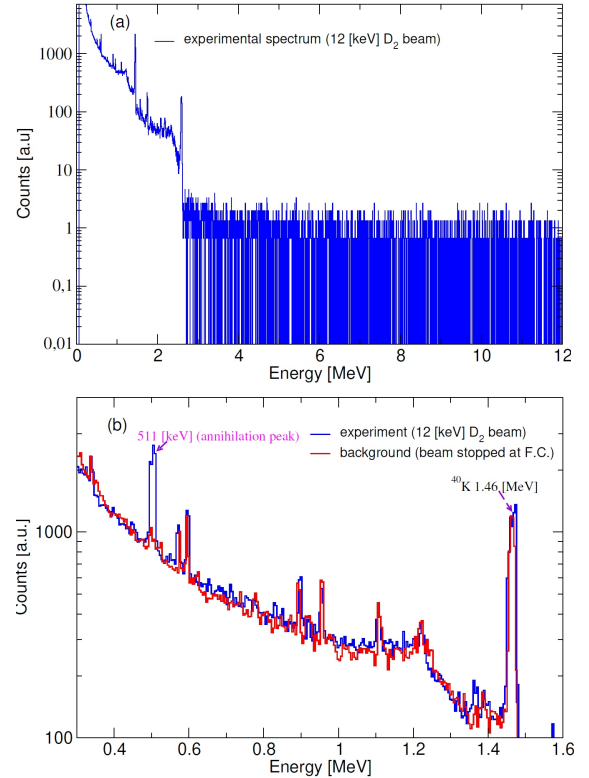 (a)
experimental spectrum (12 [keV] D2 beam)
1000
100
10
1
0,1
0,01
Counts [a.u]
0 2 4 6 8 10 12
Energy [MeV]
(b)
511 [keV] (annihilation peak)
experiment (12 [keV] D2 beam)
background (beam stopped at F.C.)
40K 1.46 [MeV]
1000
100
Counts [a.u.]
0.4 0.6 0.8 1 1.2 1.4 1.6
Energy [MeV]